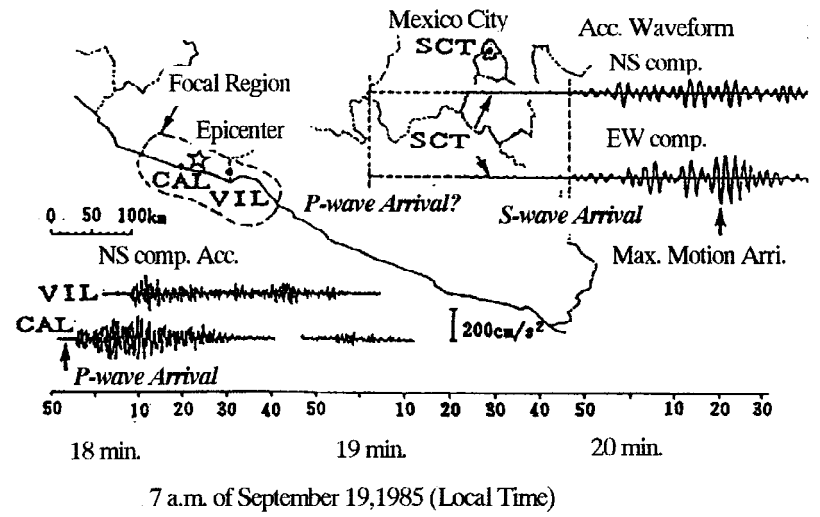 Mexico City
Acc. Waveform
SCT
NS comp.
Focal Region
Epicenter
SCT
EW comp.
CAL
VIL
P-wave Arrival?
S-wave Arrival
0 50 100km
NS comp. Acc.
Max. Motion Arri.
VIL
CAL
200cm/s²
P-wave Arrival
50 10 20 30 40 50 10 20 30 40 50 10 20 30
18 min. 19 min. 20 min.
7 a.m. of September 19,1985 (Local Time)